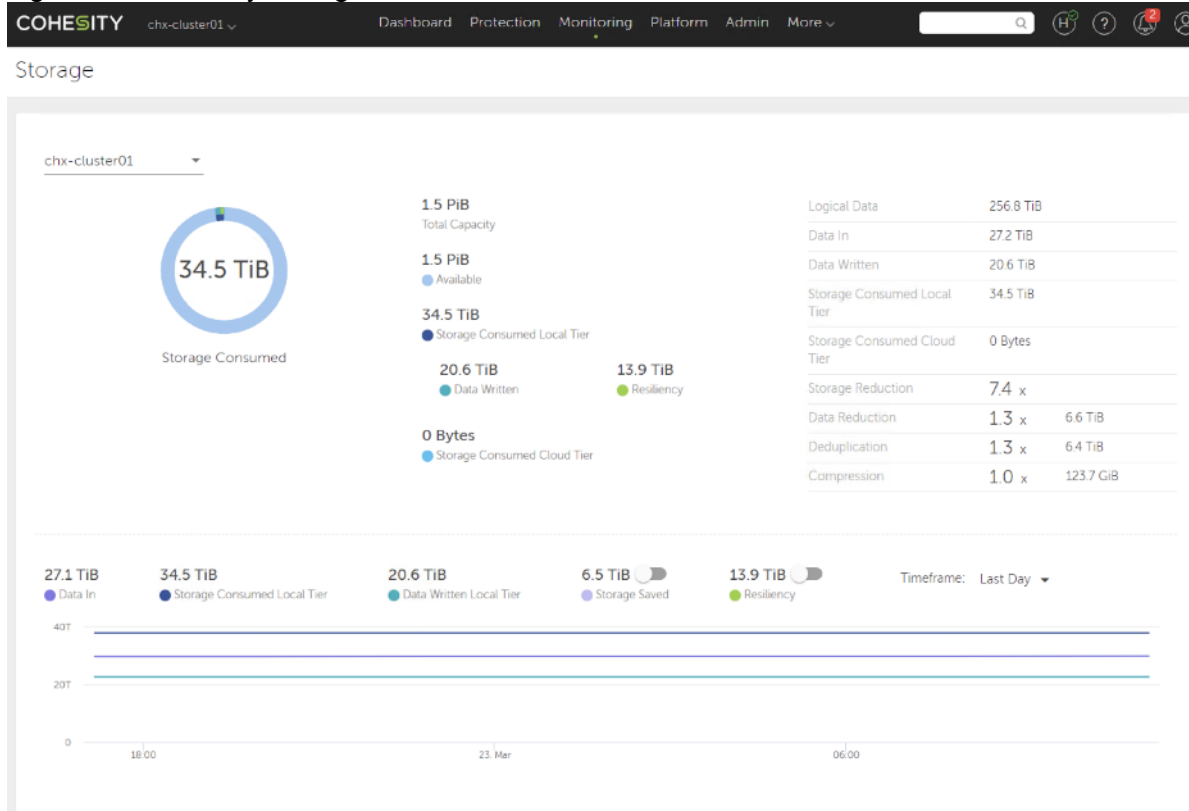 COHESITY chx-cluster01 Dashboard Protection Monitoring Platform Admin More H ? 2
Storage
chx-cluster01
34.5 TiB
Storage Consumed
1.5 PiB
Total Capacity
1.5 PiB
Available
34.5 TiB
Storage Consumed Local Tier
20.6 TiB 13.9 TiB
Data Written Resiliency
0 Bytes
Storage Consumed Cloud Tier
Logical Data 256.8 TiB
Data In 27.2 TiB
Data Written 20.6 TiB
Storage Consumed Local 34.5 TiB
Tier
Storage Consumed Cloud 0 Bytes
Tier
Storage Reduction 7.4 x
Data Reduction 1.3 x 6.6 TiB
Deduplication 1.3 x 6.4 TiB
Compression 1.0 x 123.7 GiB
27.1 TiB 34.5 TiB 20.6 TiB 6.5 TiB 13.9 TiB Timeframe: Last Day
Data In Storage Consumed Local Tier Data Written Local Tier Storage Saved Resiliency
40T
20T
0
18:00 23. Mar 06:00